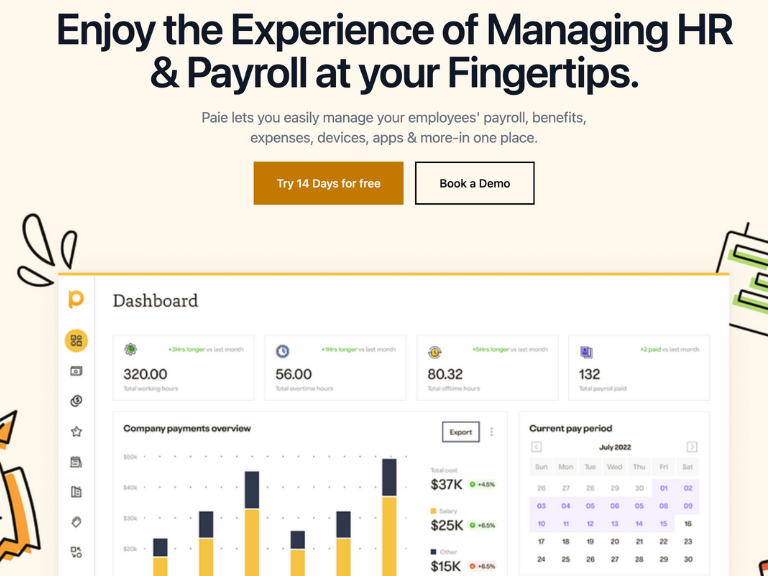 Enjoy the Experience of Managing HR
& Payroll at your Fingertips.
Paie lets you easily manage your employees' payroll, benefits,
expenses, devices, apps & more-in one place.
Try 14 Days for free
Book a Demo
Dashboard
+3Hrs longer vs last month
320.00
Total working hours
+1Hrs longer vs last month
56.00
Total overtime hours
+5Hrs longer vs last month
80.32
Total offtime hours
+2 paid vs last month
132
Total payroll paid
Company payments overview
Export
$50k
$40k
$30k
$20k
Total cost
$37K +4.5%
Salary
$25K +6.5%
Other
$15K +6.5%
Current pay period
July 2022
Sun Mon Tue Wed Thu Fri Sat
26 27 28 29 30 01 02
03 04 05 06 05 08 09
10 11 12 13 14 15 16
17 18 19 20 21 22 23
24 25 26 27 28 29 30